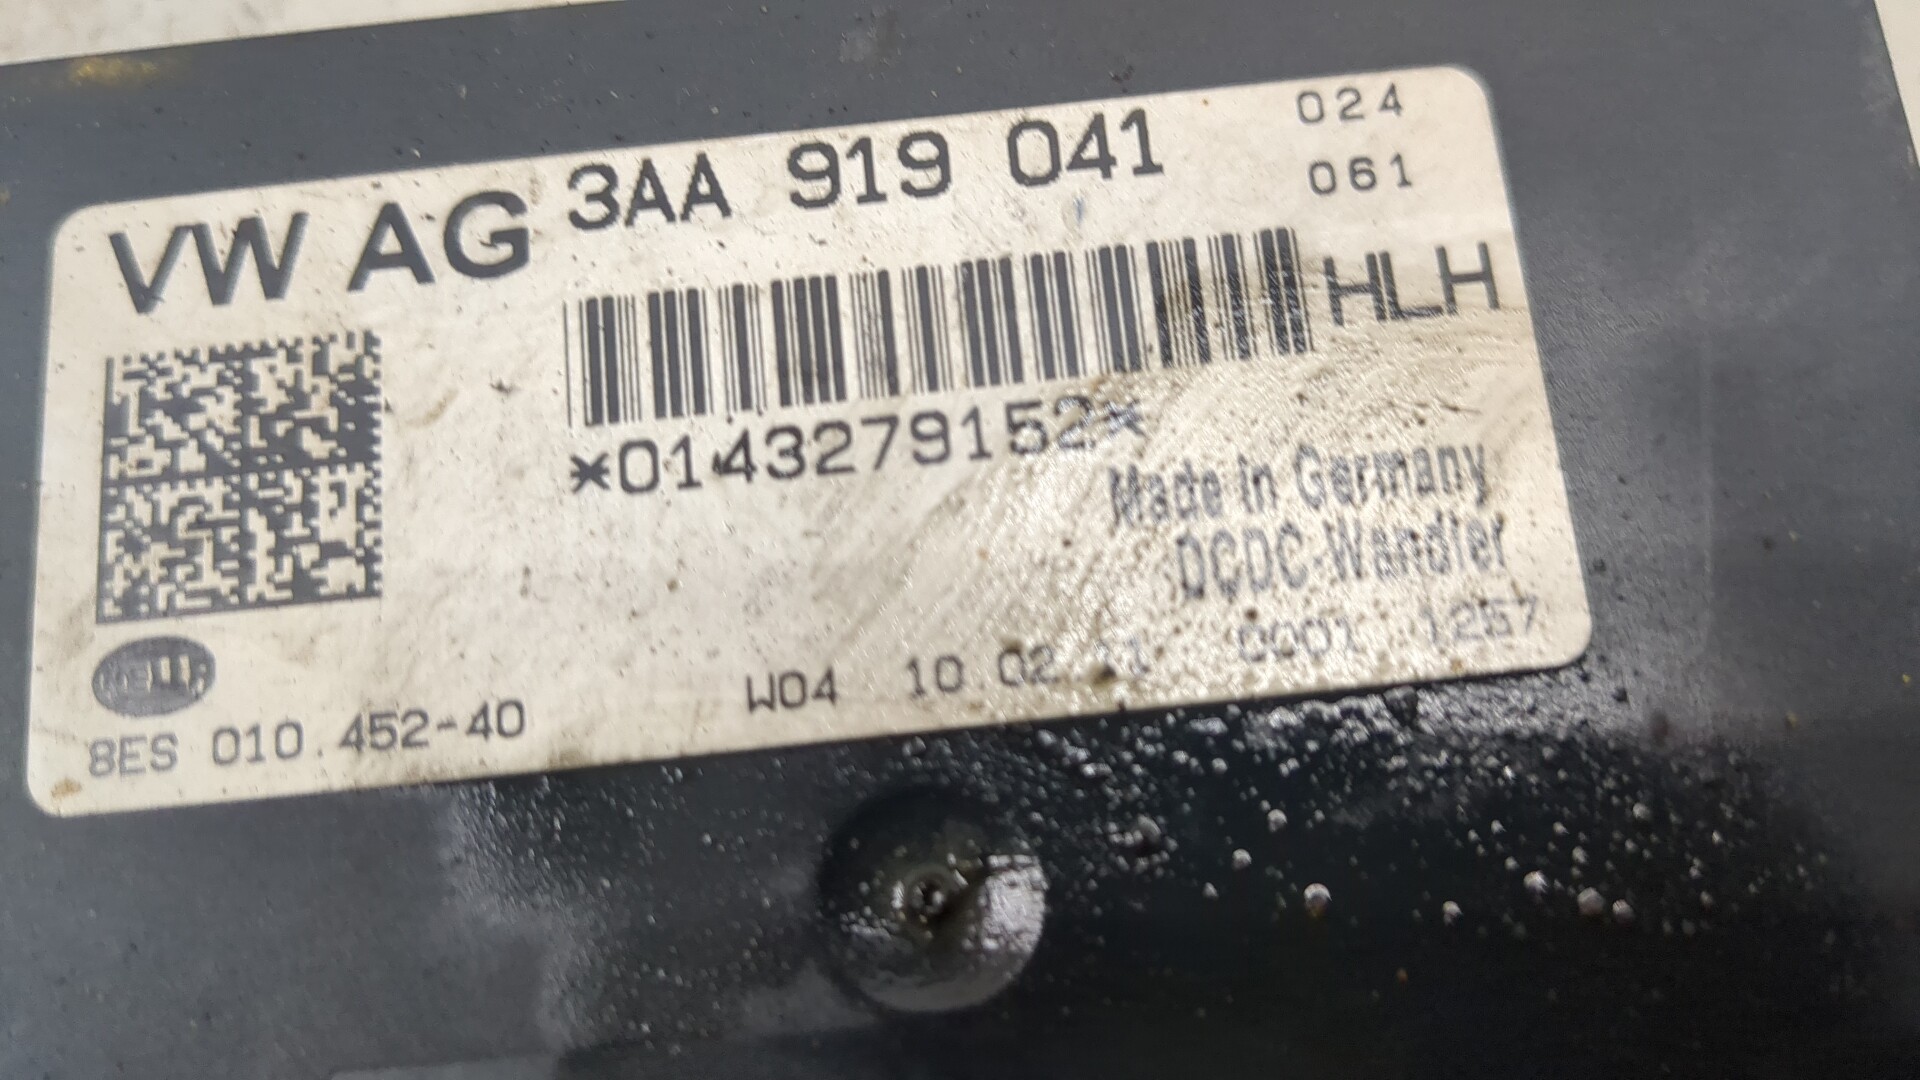 024
VW AG 3AA 919 041
061
HLH
*0143279152*
Made in Germany
DCDC-Wandler
HELLA
W04 10.02.11 0001 1257
8ES 010.452-40